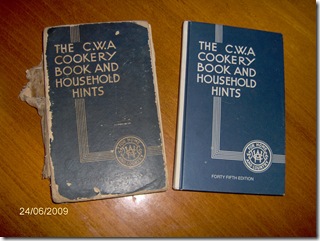 THE C.W.A
COOKERY
BOOK AND
HOUSEHOLD
HINTS
THE C.W.A
COOKERY
BOOK AND
HOUSEHOLD
HINTS
FORTY FIFTH EDITION
24/06/2009